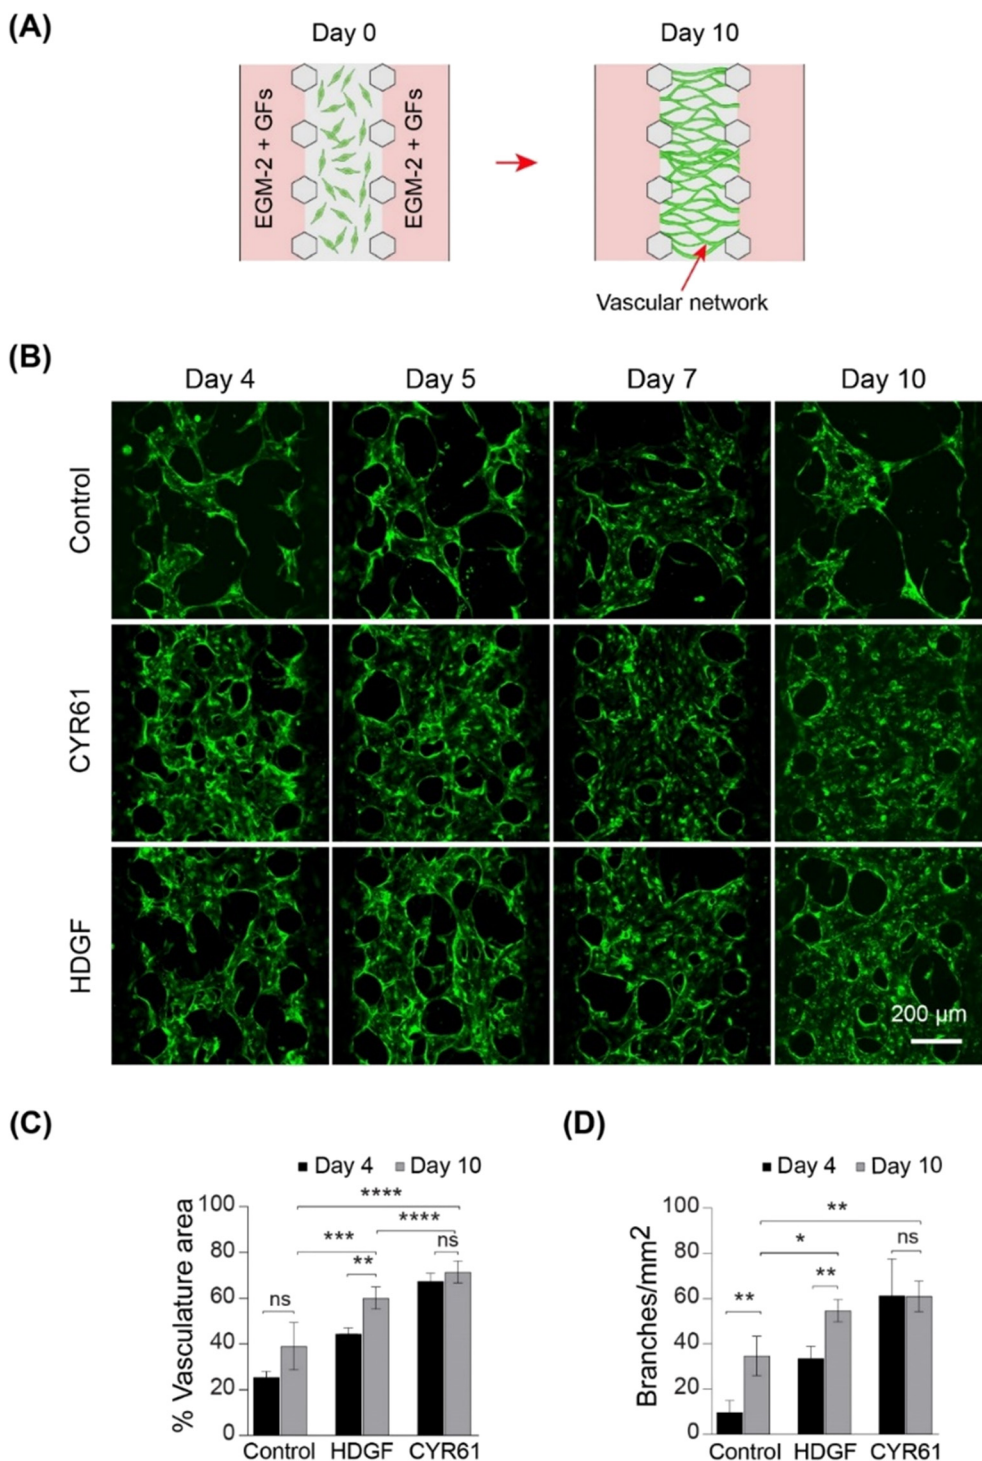 (A)
Day 0
Day 10
EGM-2 + GFs
EGM-2 + GFs
Vascular network
(B)
Day 4
Day 5
Day 7
Day 10
Control
CYR61
HDGF
200 µm
(C)
Day 4
Day 10
% Vasculature area
100
80
60
40
20
0
****
****
***
ns
**
ns
Control
HDGF
CYR61
(D)
Day 4
Day 10
Branches/mm2
100
80
60
40
20
0
**
*
ns
**
**
Control
HDGF
CYR61